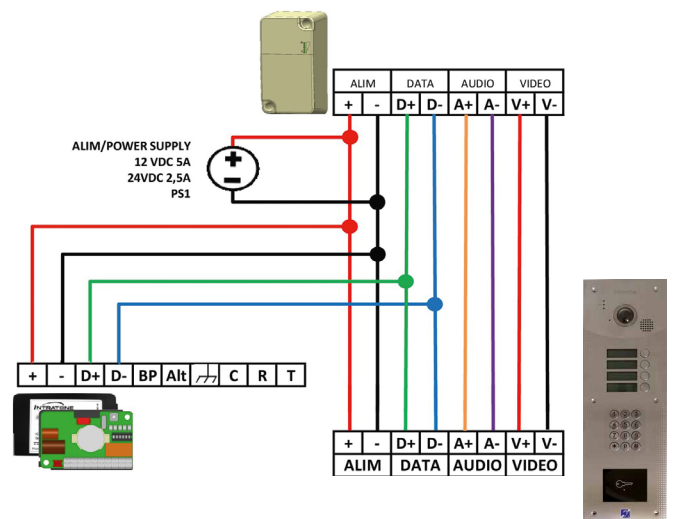 ALIM DATA AUDIO VIDEO
+ - D+ D- A+ A- V+ V-
ALIM/POWER SUPPLY
12 VDC 5A
24VDC 2,5A
PS1
+ -
+ - D+ D- BP Alt C R T
INTRATONE
+ - D+ D- A+ A- V+ V-
ALIM DATA AUDIO VIDEO